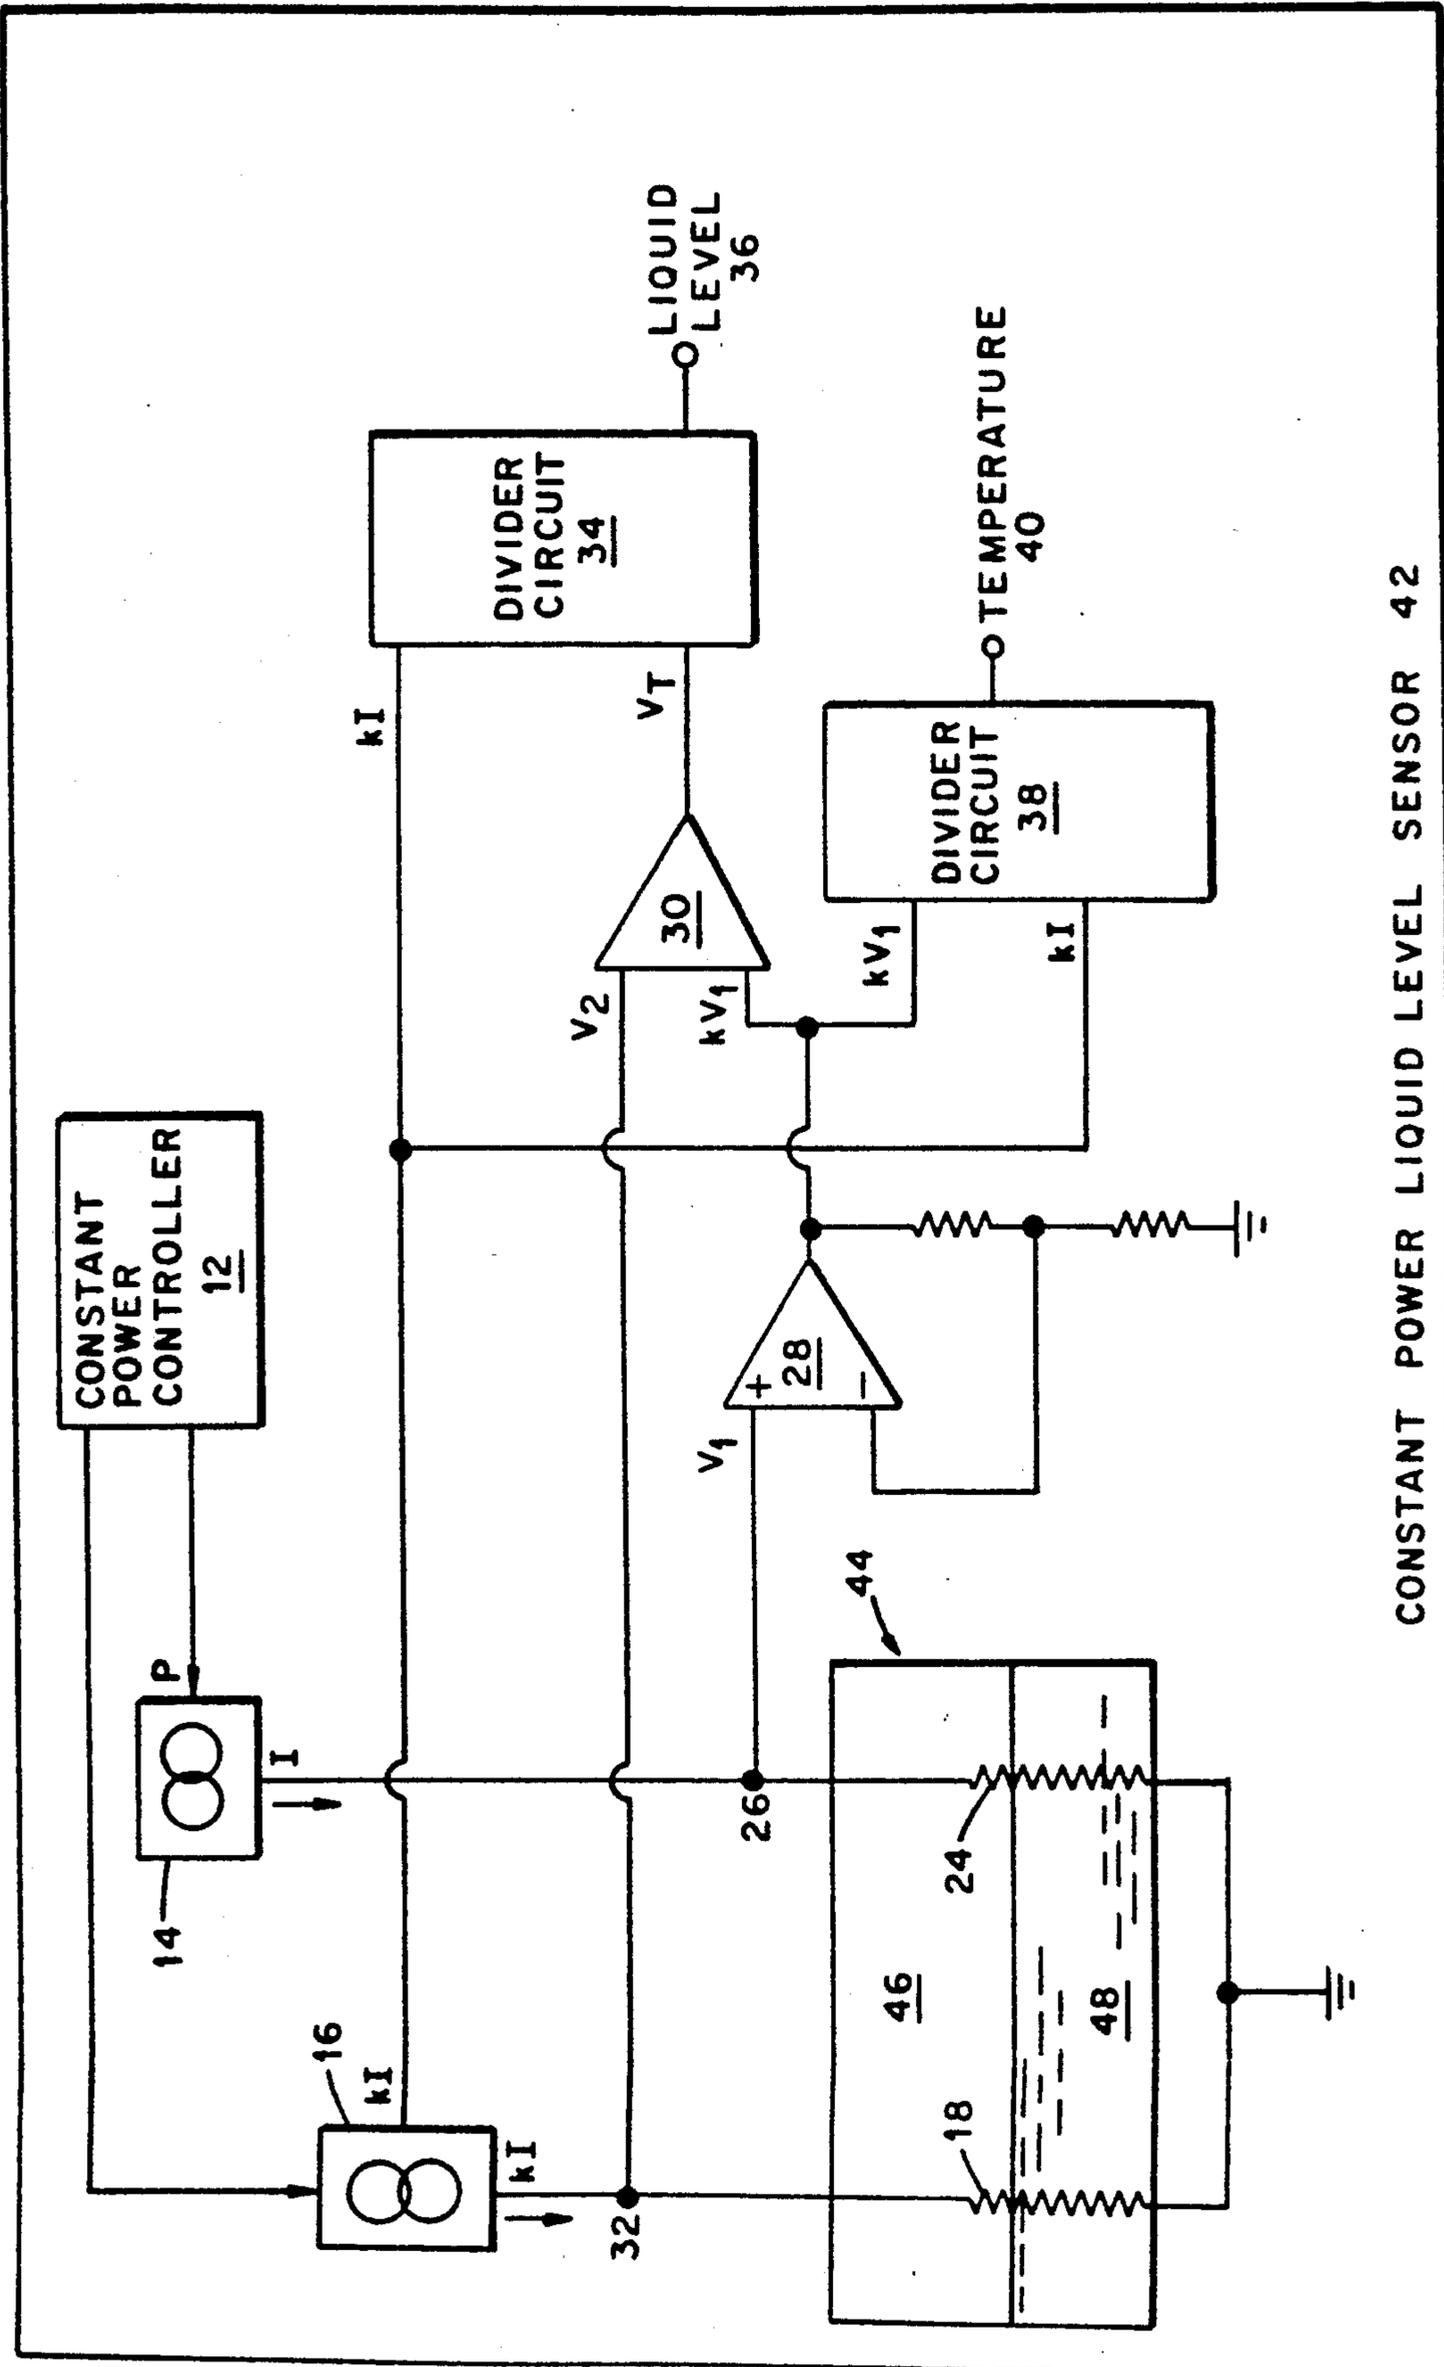 CONSTANT
POWER
CONTROLLER
12
P
14
I
16
kI
kI
kI
32
26
V2
kV1
30
VT
DIVIDER
CIRCUIT
34
LIQUID
LEVEL
36
V1
+
28
−
kV1
kI
DIVIDER
CIRCUIT
38
TEMPERATURE
40
44
46
48
18
24
CONSTANT POWER LIQUID LEVEL SENSOR 42